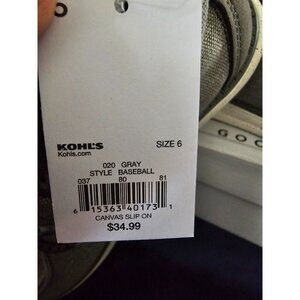 KOHL'S
Kohls.com
SIZE 6
020 GRAY
STYLE BASEBALL
037 80 81
6 15363 40173 1
CANVAS SLIP ON
$34.99
GOO